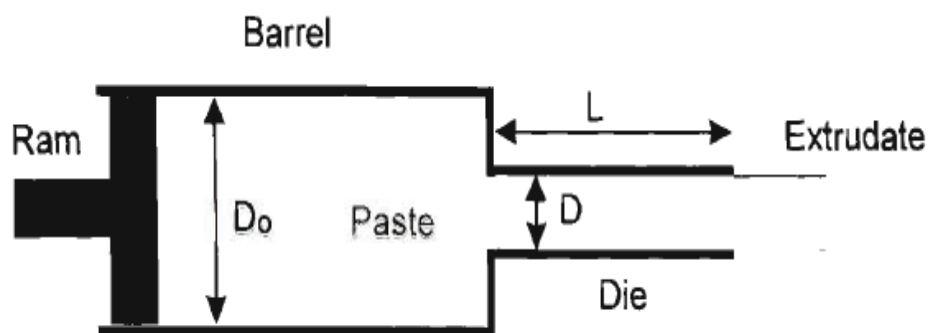 Barrel
L
Ram
Extrudate
Do
Paste
D
Die